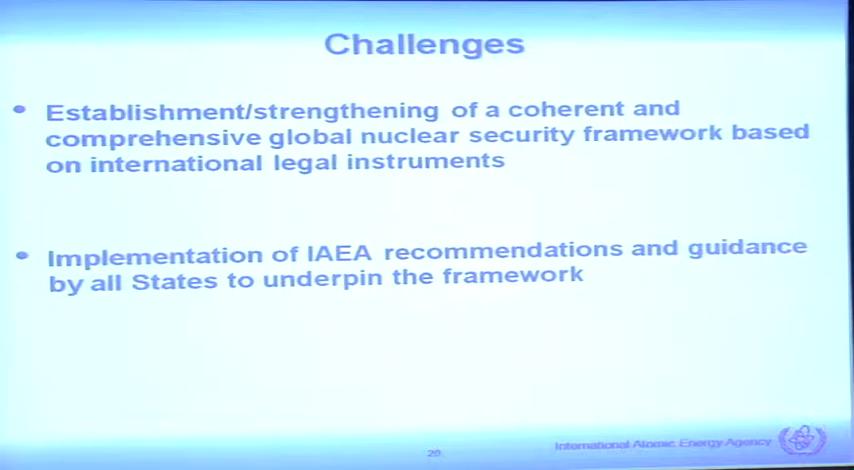 Challenges
• Establishment/strengthening of a coherent and
comprehensive global nuclear security framework based
on international legal instruments
• Implementation of IAEA recommendations and guidance
by all States to underpin the framework
20
International Atomic Energy Agency